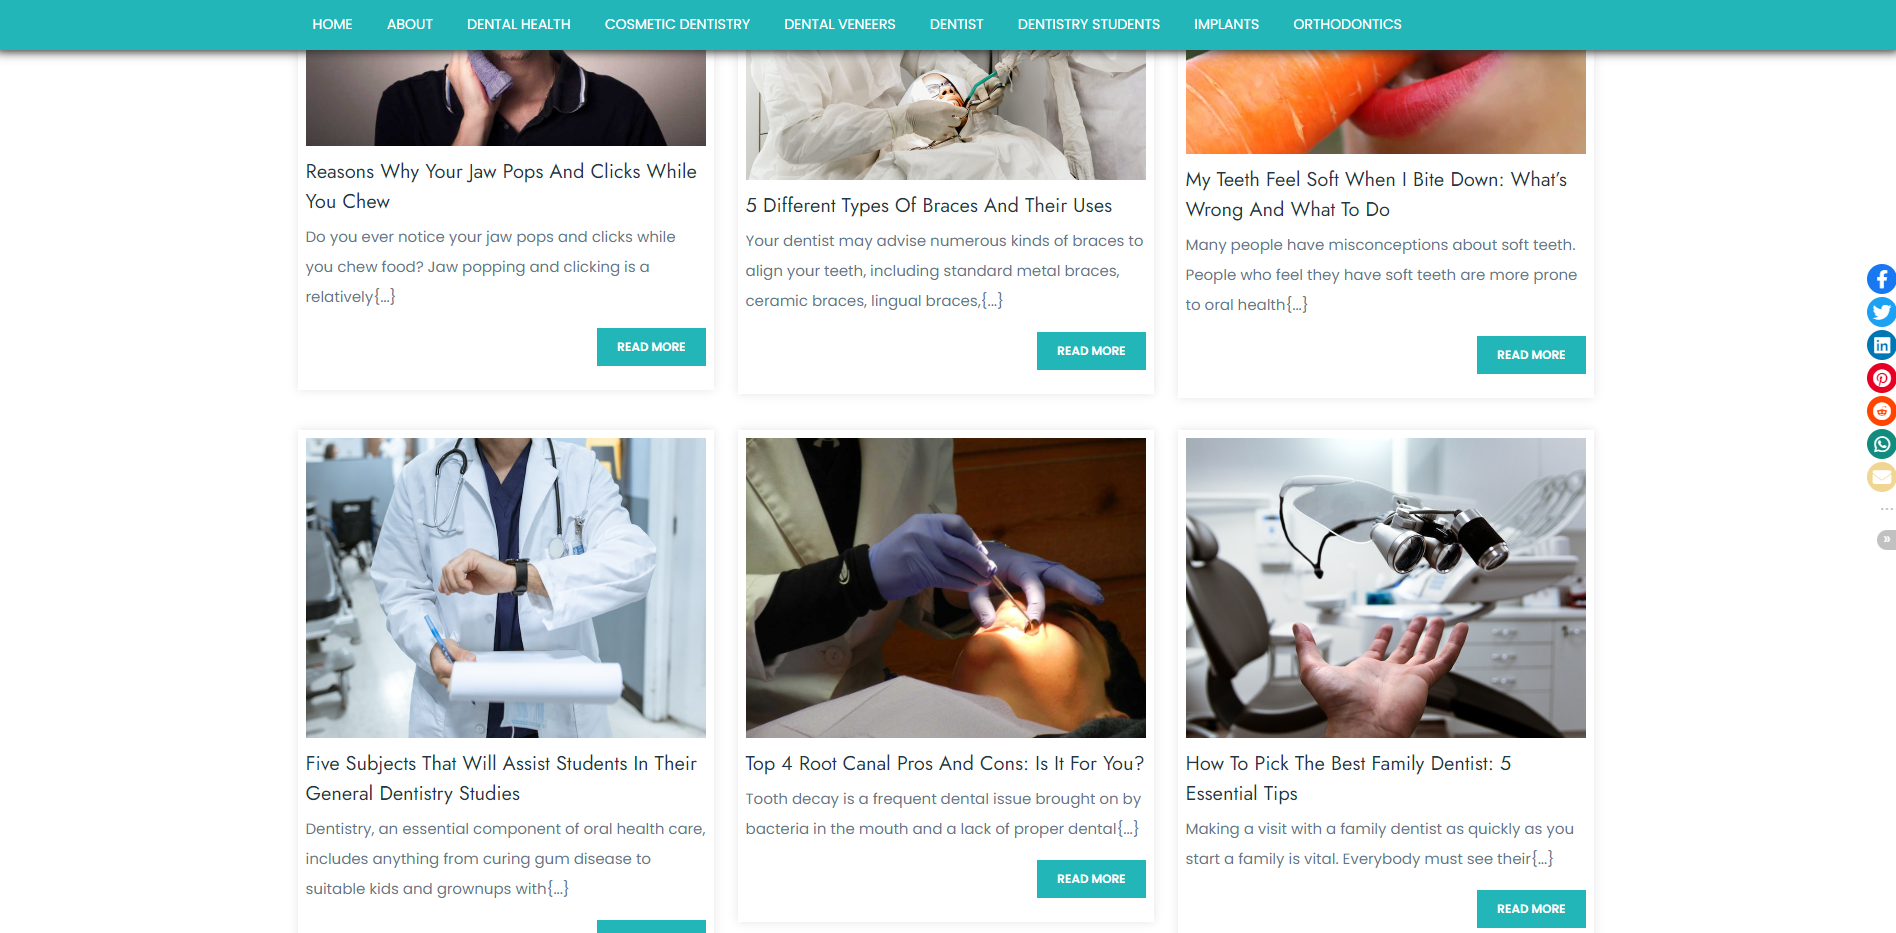 HOME ABOUT DENTAL HEALTH COSMETIC DENTISTRY DENTAL VENEERS DENTIST DENTISTRY STUDENTS IMPLANTS ORTHODONTICS
Reasons Why Your Jaw Pops And Clicks While
You Chew
Do you ever notice your jaw pops and clicks while
you chew food? Jaw popping and clicking is a
relatively{...}
READ MORE
5 Different Types Of Braces And Their Uses
Your dentist may advise numerous kinds of braces to
align your teeth, including standard metal braces,
ceramic braces, lingual braces,{...}
READ MORE
My Teeth Feel Soft When I Bite Down: What’s
Wrong And What To Do
Many people have misconceptions about soft teeth.
People who feel they have soft teeth are more prone
to oral health{...}
READ MORE
Five Subjects That Will Assist Students In Their
General Dentistry Studies
Dentistry, an essential component of oral health care,
includes anything from curing gum disease to
suitable kids and grownups with{...}
Top 4 Root Canal Pros And Cons: Is It For You?
Tooth decay is a frequent dental issue brought on by
bacteria in the mouth and a lack of proper dental{...}
READ MORE
How To Pick The Best Family Dentist: 5
Essential Tips
Making a visit with a family dentist as quickly as you
start a family is vital. Everybody must see their{...}
READ MORE